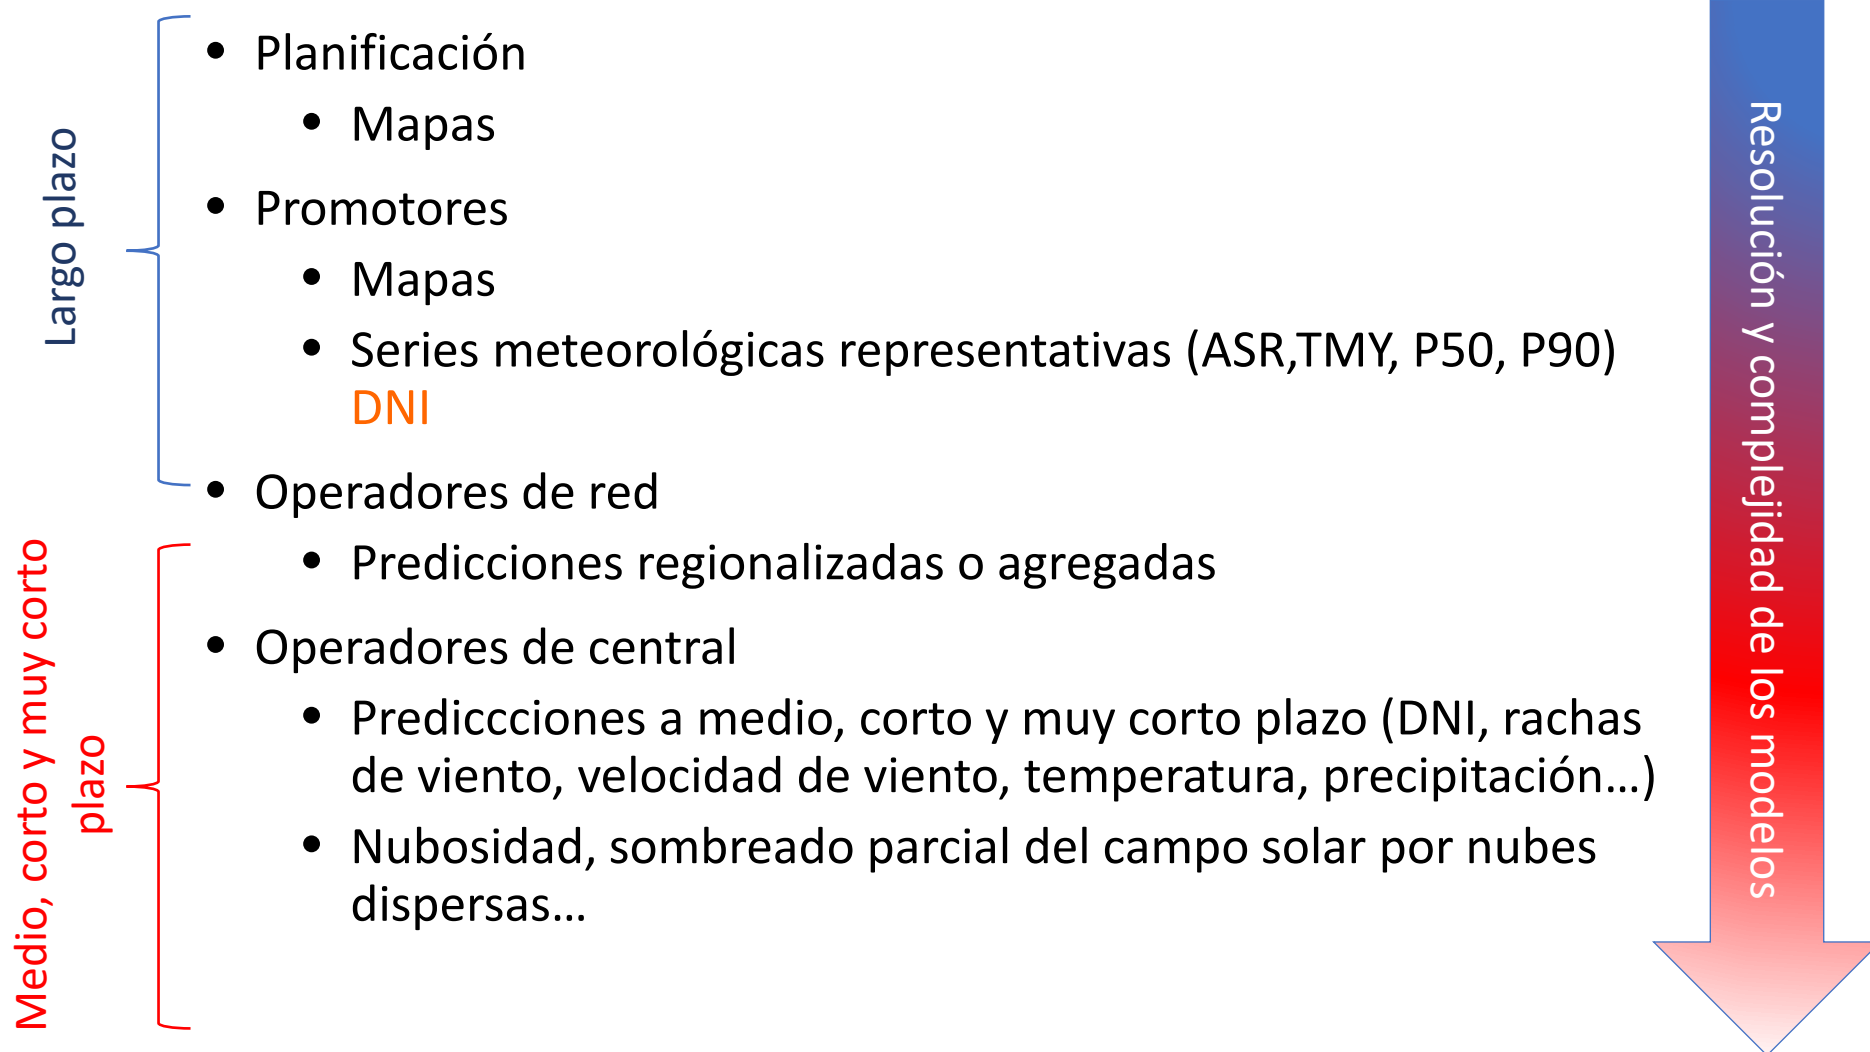 Largo plazo
• Planificación
• Mapas
• Promotores
• Mapas
• Series meteorológicas representativas (ASR,TMY, P50, P90)
DNI
• Operadores de red
Medio, corto y muy corto
plazo
• Predicciones regionalizadas o agregadas
• Operadores de central
• Prediccciones a medio, corto y muy corto plazo (DNI, rachas
de viento, velocidad de viento, temperatura, precipitación...)
• Nubosidad, sombreado parcial del campo solar por nubes
dispersas...
Resolución y complejidad de los modelos